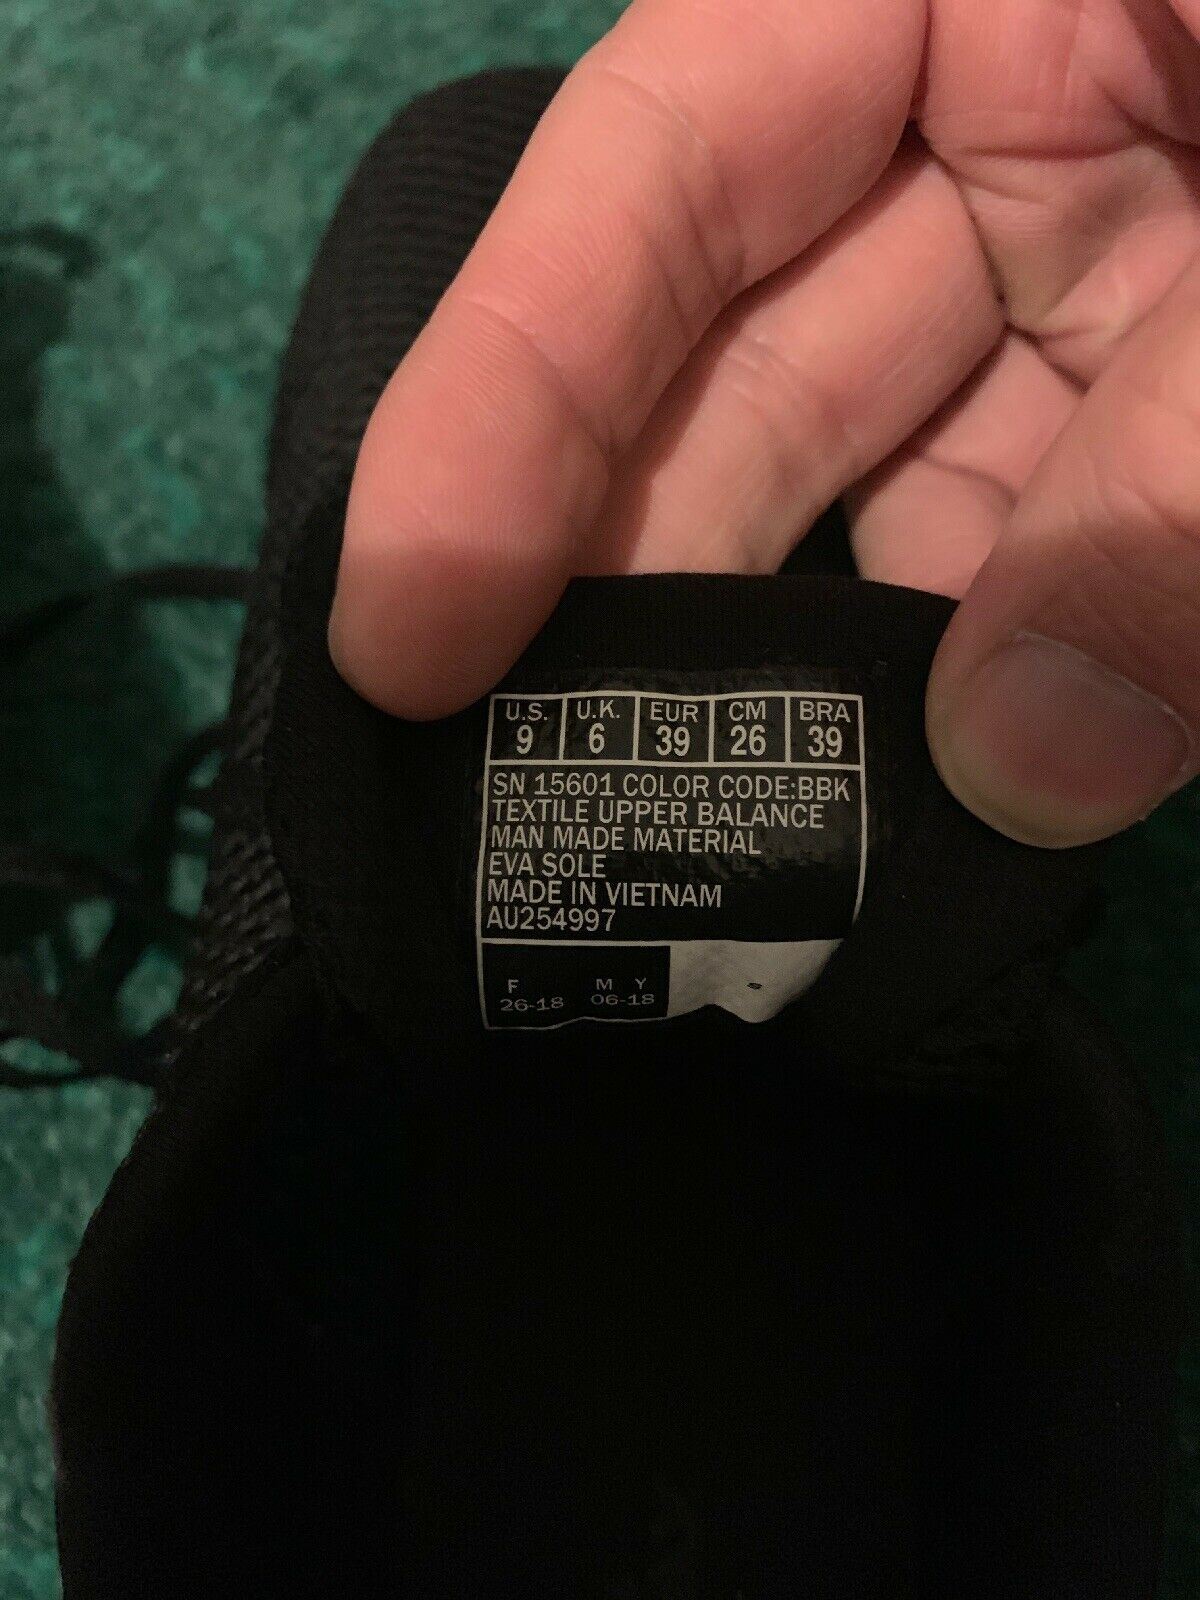 U.S. U.K. EUR CM BRA
9 6 39 26 39
SN 15601 COLOR CODE:BBK
TEXTILE UPPER BALANCE
MAN MADE MATERIAL
EVA SOLE
MADE IN VIETNAM
AU254997
F M Y
26-18 06-18